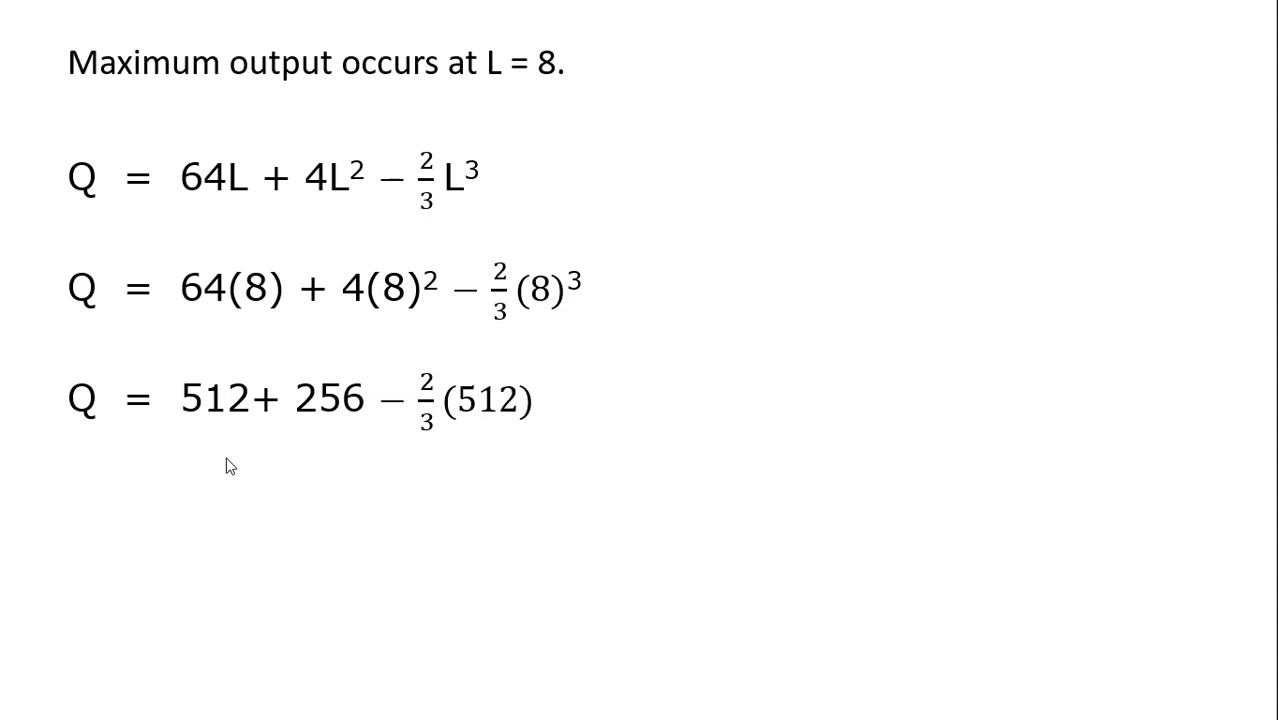 Maximum output occurs at L = 8.
Q = 64L + 4L² − 2/3 L³
Q = 64(8) + 4(8)² − 2/3 (8)³
Q = 512+ 256 − 2/3 (512)